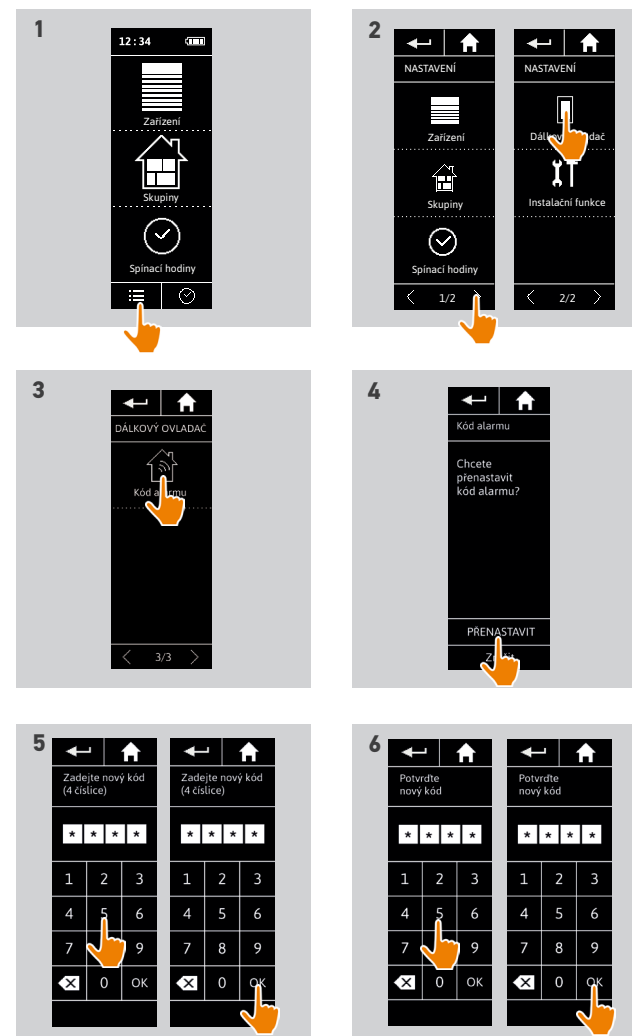 1
12:34
Zařízení
Skupiny
Spínací hodiny
2
NASTAVENÍ
Zařízení
Skupiny
Spínací hodiny
1/2
NASTAVENÍ
Instalační funkce
2/2
3
DÁLKOVÝ OVLADAČ
Kód alarmu
3/3
4
Kód alarmu
Chcete
přenastavit
kód alarmu?
PŘENASTAVIT
5
Zadejte nový kód
(4 číslice)
* * * *
1 2 3
4 5 6
7 9
0 OK
Zadejte nový kód
(4 číslice)
* * * *
1 2 3
4 5 6
7 8 9
0 OK
6
Potvrďte
nový kód
* * * *
1 2 3
4 5 6
7 9
0 OK
Potvrďte
nový kód
* * * *
1 2 3
4 5 6
7 8 9
0 OK